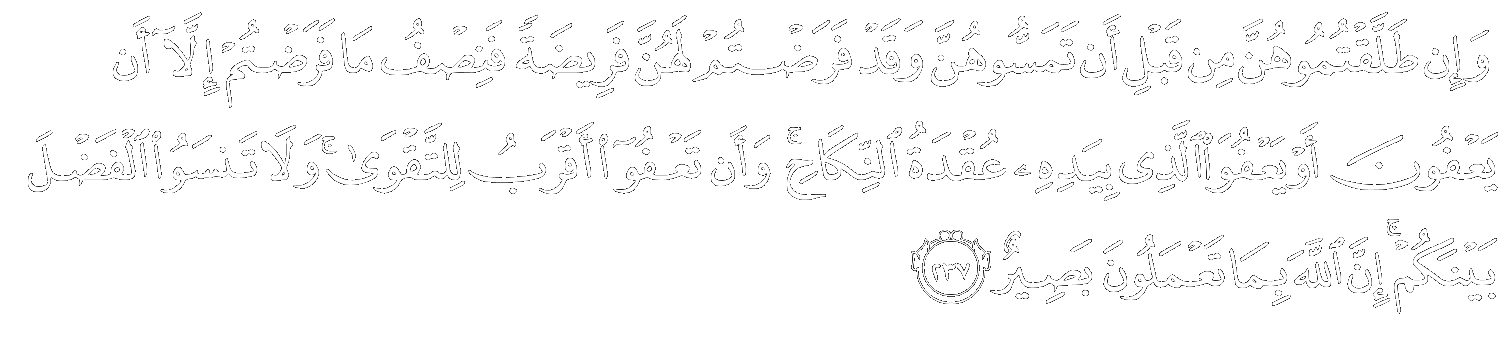 وَإِن طَلَّقْتُمُوهُنَّ مِن قَبْلِ أَن تَمَسُّوهُنَّ وَقَدْ فَرَضْتُمْ لَهُنَّ فَرِيضَةً فَنِصْفُ مَا فَرَضْتُمْ إِلَّآ أَن
يَعْفُونَ أَوْ يَعْفُوَا۟ ٱلَّذِى بِيَدِهِۦ عُقْدَةُ ٱلنِّكَاحِ ۚ وَأَن تَعْفُوٓا۟ أَقْرَبُ لِلتَّقْوَىٰ ۚ وَلَا تَنسَوُا۟ ٱلْفَضْلَ
بَيْنَكُمْ ۚ إِنَّ ٱللَّهَ بِمَا تَعْمَلُونَ بَصِيرٌ ٢٣٧